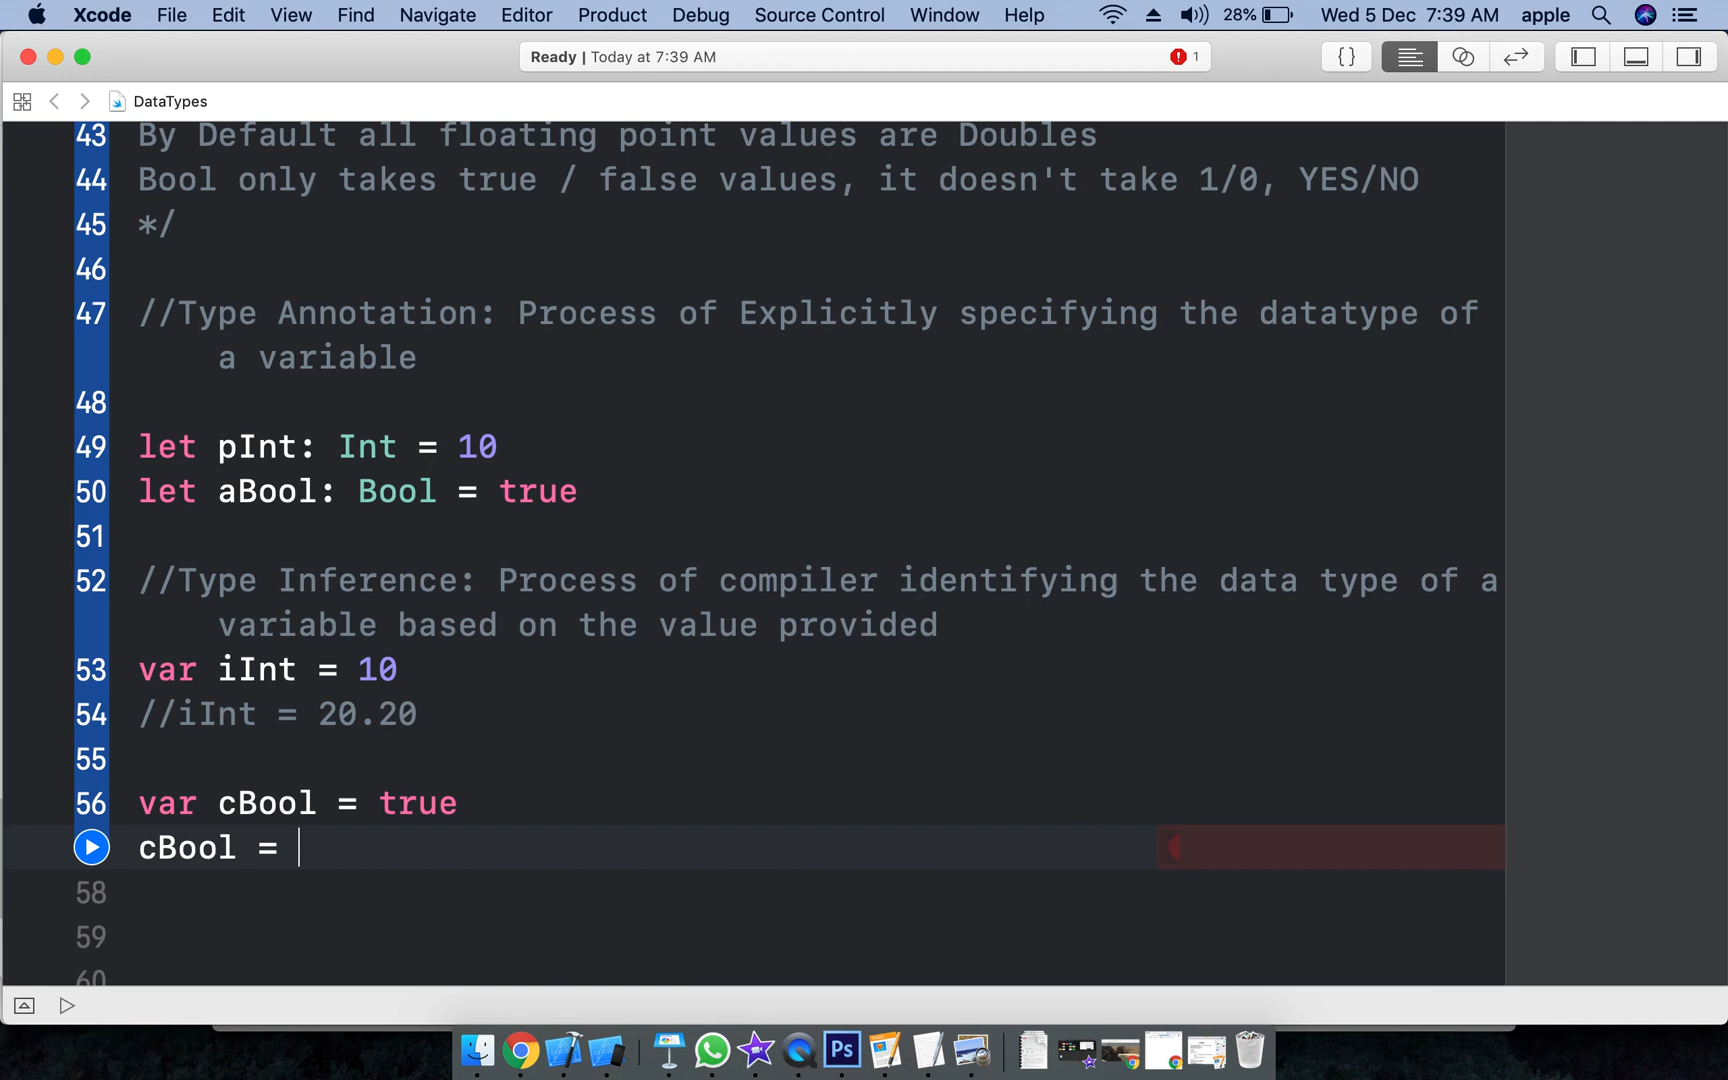 Xcode File Edit View Find Navigate Editor Product Debug Source Control Window Help 28% Wed 5 Dec 7:39 AM apple
Ready | Today at 7:39 AM 1
DataTypes
43 By Default all floating point values are Doubles
44 Bool only takes true / false values, it doesn't take 1/0, YES/NO
45 */
46
47 //Type Annotation: Process of Explicitly specifying the datatype of
a variable
48
49 let pInt: Int = 10
50 let aBool: Bool = true
51
52 //Type Inference: Process of compiler identifying the data type of a
variable based on the value provided
53 var iInt = 10
54 //iInt = 20.20
55
56 var cBool = true
cBool =
58
59
60
Ps